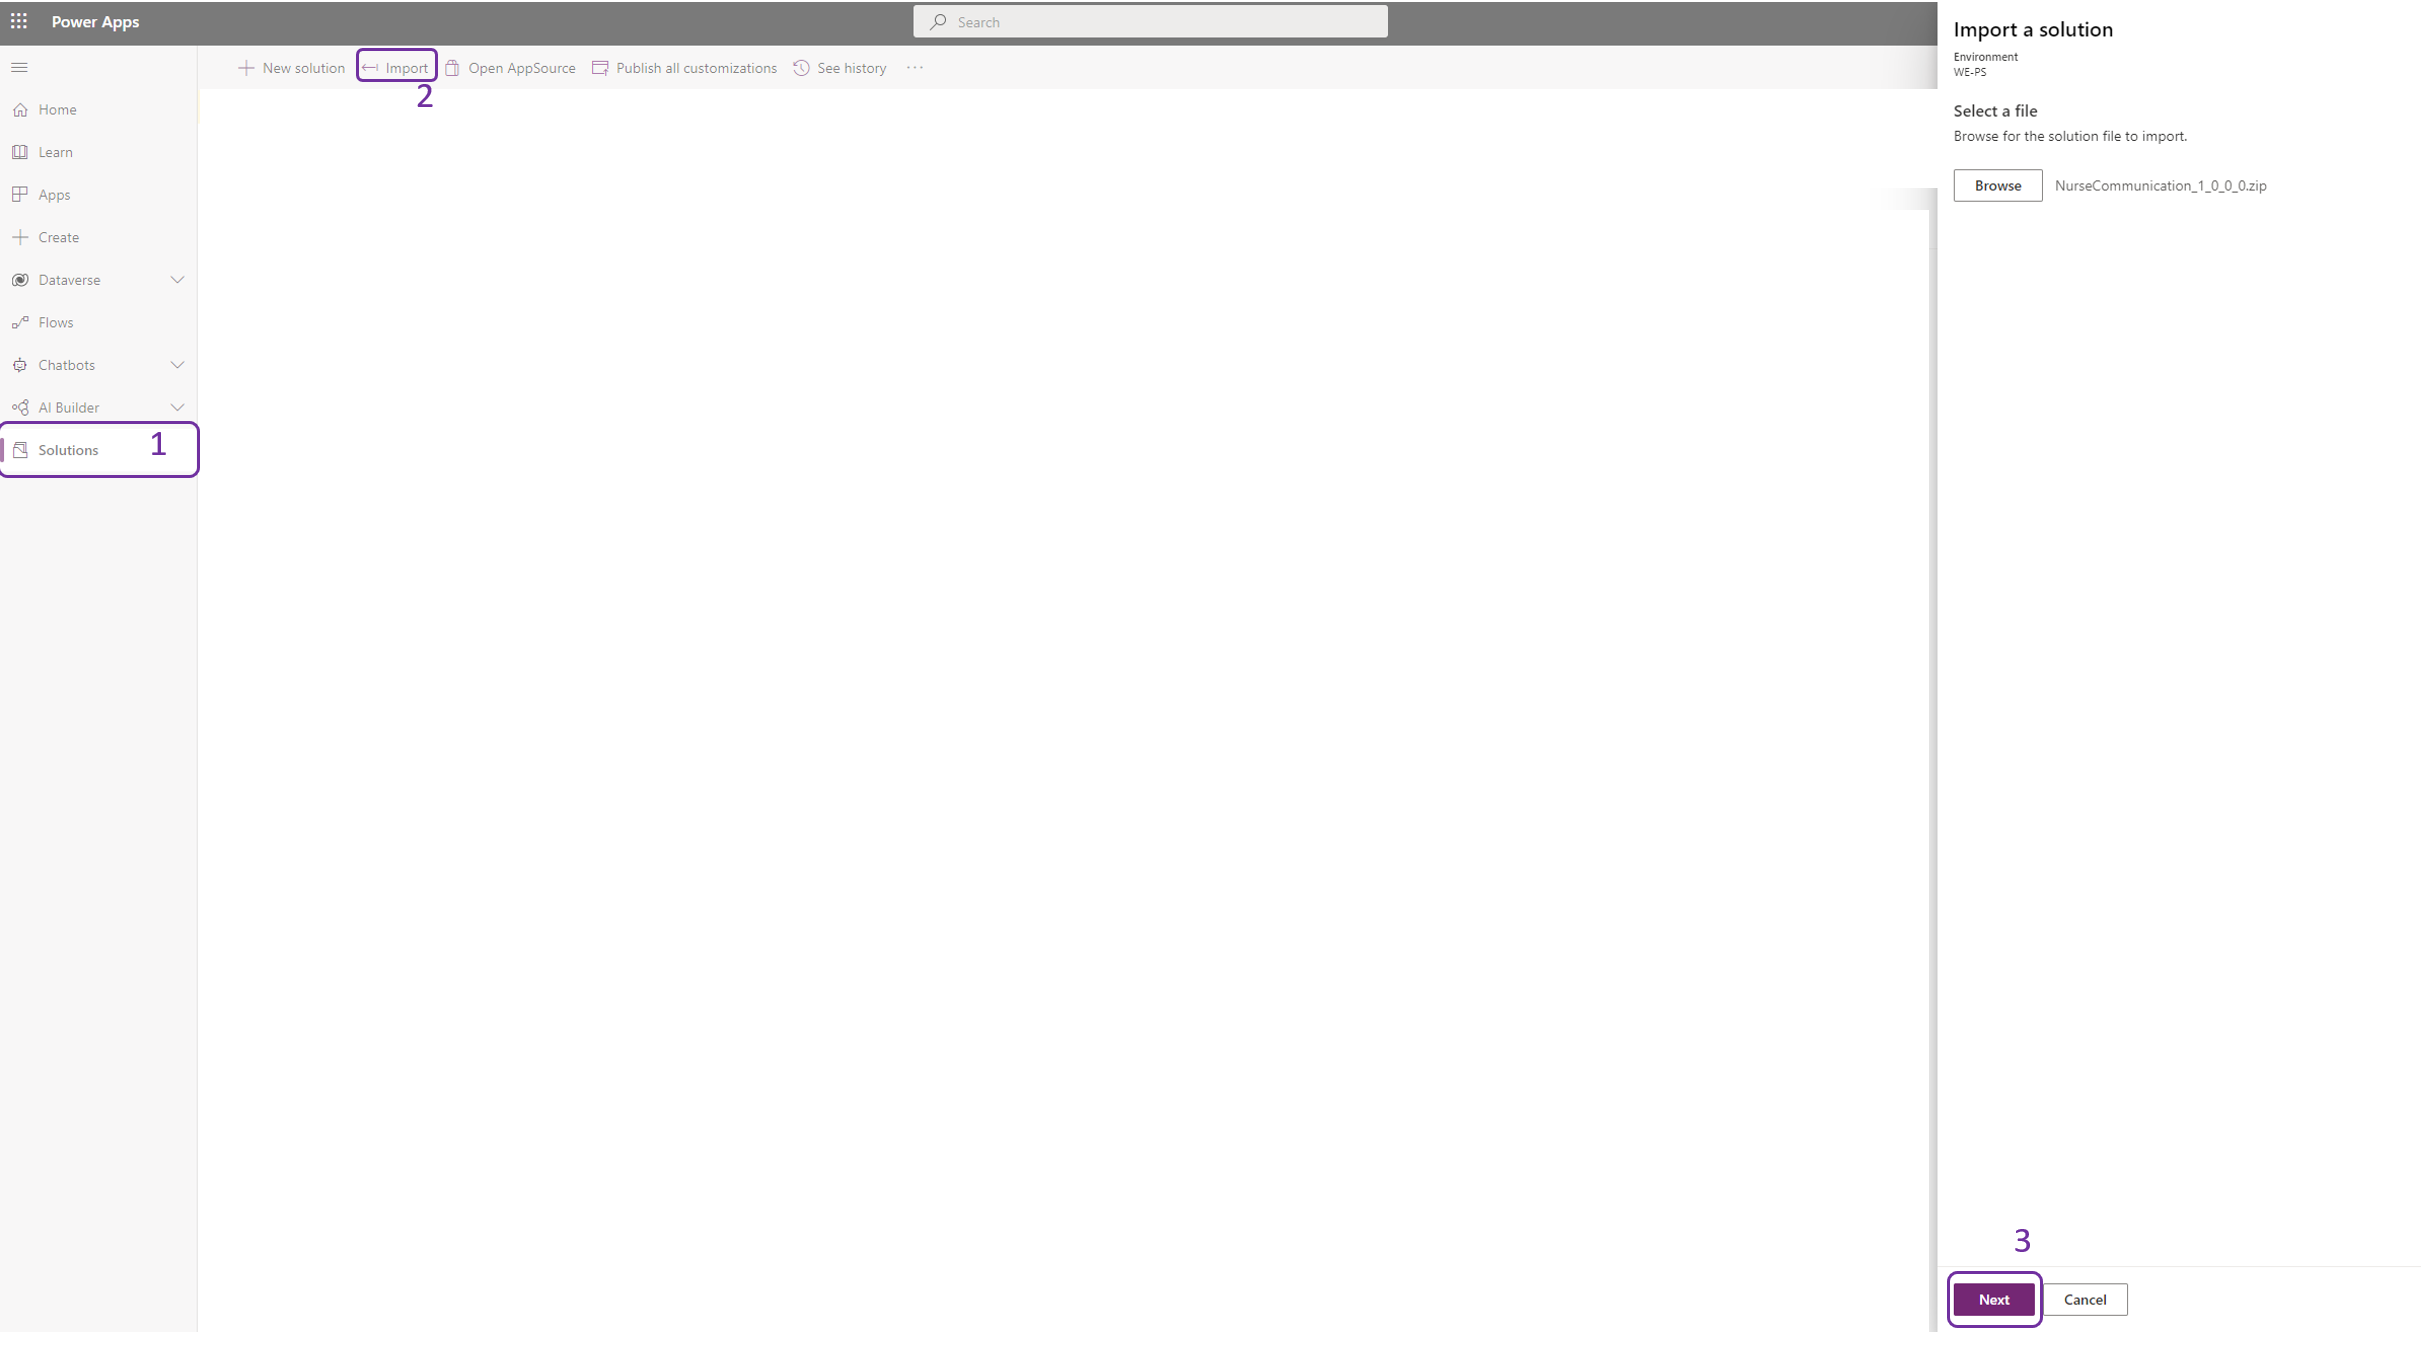 Power Apps
Search
New solution
Import
Open AppSource
Publish all customizations
See history
···
2
Home
Learn
Apps
Create
Dataverse
Flows
Chatbots
AI Builder
Solutions
1
Import a solution
Environment
WE-PS
Select a file
Browse for the solution file to import.
Browse NurseCommunication_1_0_0_0.zip
3
Next Cancel